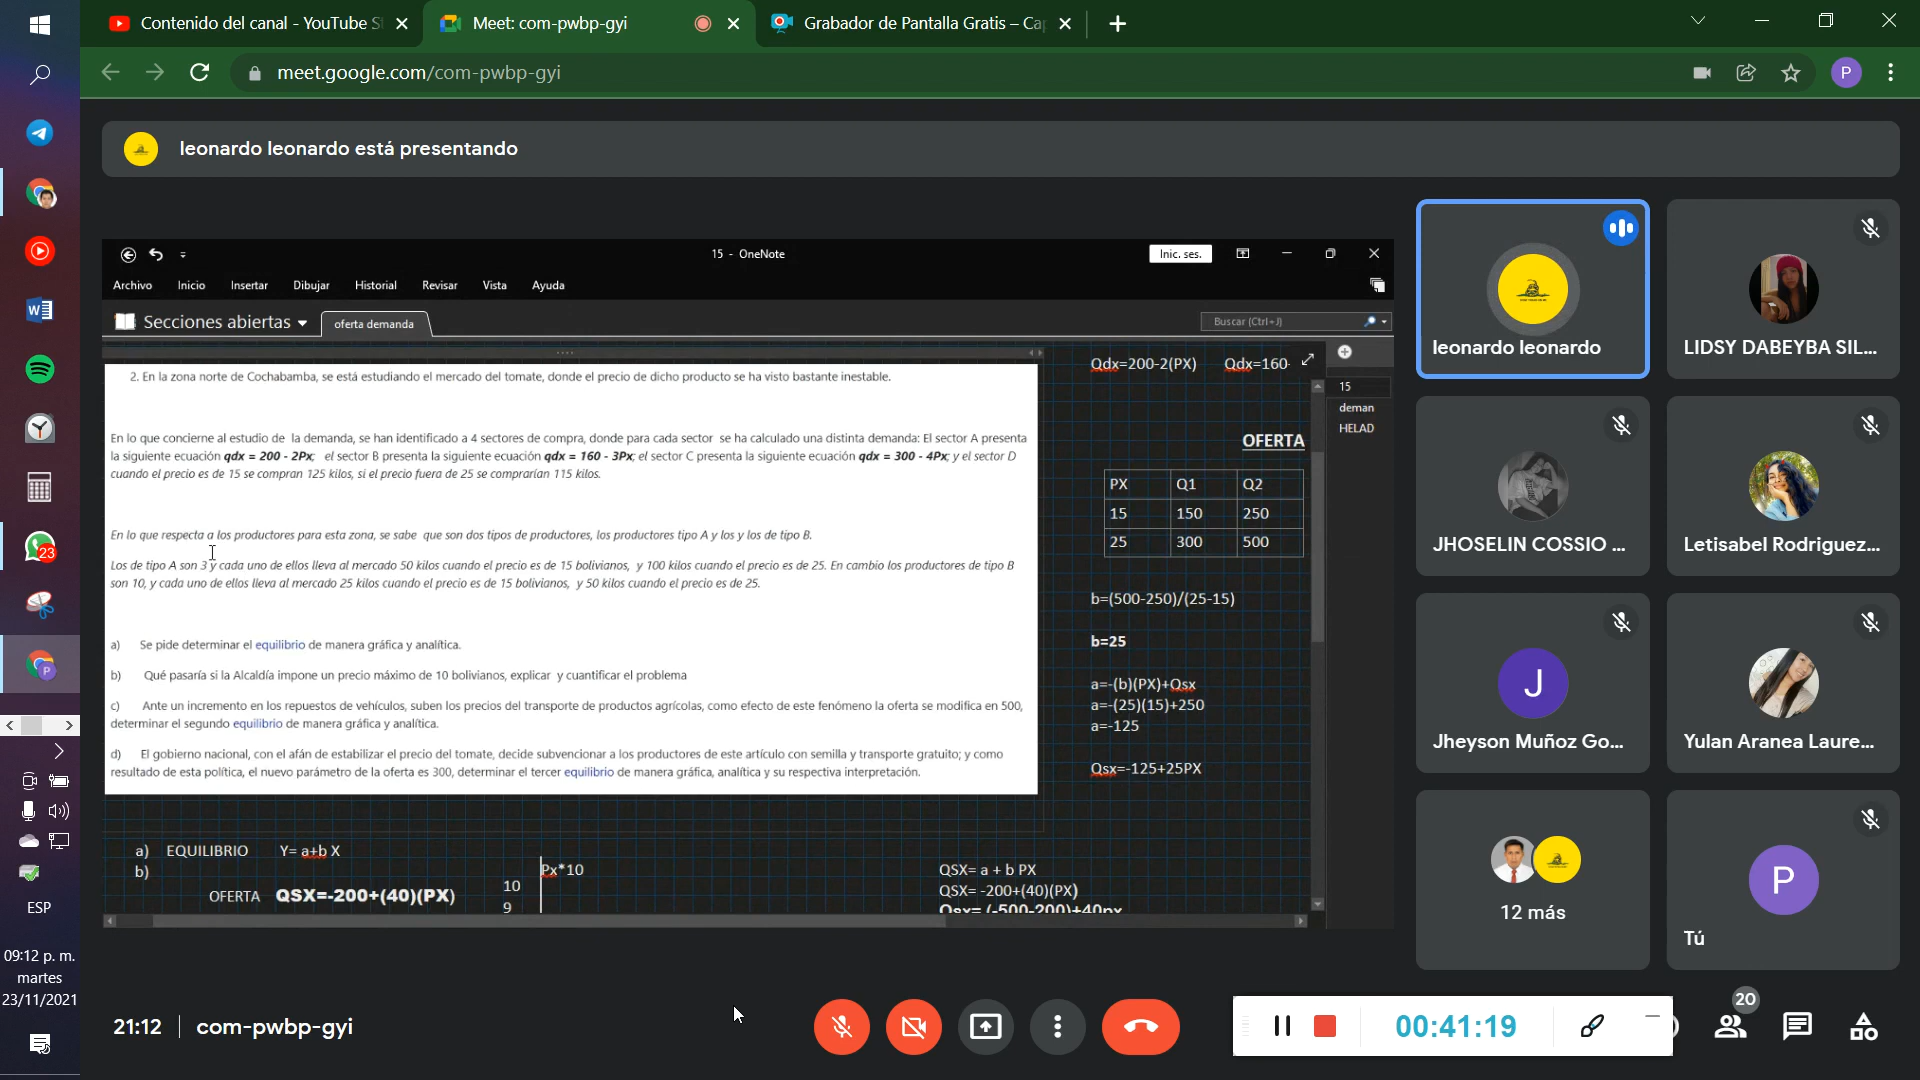 Contenido del canal - YouTube S
Meet: com-pwbp-gyi
Grabador de Pantalla Gratis – Cap
meet.google.com/com-pwbp-gyi
P
leonardo leonardo está presentando
15 - OneNote
Inic. ses.
Archivo Inicio Insertar Dibujar Historial Revisar Vista Ayuda
Secciones abiertas
oferta demanda
Buscar (Ctrl+J)
2. En la zona norte de Cochabamba, se está estudiando el mercado del tomate, donde el precio de dicho producto se ha visto bastante inestable.
En lo que concierne al estudio de la demanda, se han identificado a 4 sectores de compra, donde para cada sector se ha calculado una distinta demanda: El sector A presenta
la siguiente ecuación qdx = 200 - 2Px; el sector B presenta la siguiente ecuación qdx = 160 - 3Px; el sector C presenta la siguiente ecuación qdx = 300 - 4Px; y el sector D
cuando el precio es de 15 se compran 125 kilos, si el precio fuera de 25 se comprarían 115 kilos.
En lo que respecta a los productores para esta zona, se sabe que son dos tipos de productores, los productores tipo A y los y los de tipo B.
Los de tipo A son 3 y cada uno de ellos lleva al mercado 50 kilos cuando el precio es de 15 bolivianos, y 100 kilos cuando el precio es de 25. En cambio los productores de tipo B
son 10, y cada uno de ellos lleva al mercado 25 kilos cuando el precio es de 15 bolivianos, y 50 kilos cuando el precio es de 25.
a) Se pide determinar el equilibrio de manera gráfica y analítica.
b) Qué pasaría si la Alcaldía impone un precio máximo de 10 bolivianos, explicar y cuantificar el problema
c) Ante un incremento en los repuestos de vehículos, suben los precios del transporte de productos agrícolas, como efecto de este fenómeno la oferta se modifica en 500,
determinar el segundo equilibrio de manera gráfica y analítica.
d) El gobierno nacional, con el afán de estabilizar el precio del tomate, decide subvencionar a los productores de este artículo con semilla y transporte gratuito; y como
resultado de esta política, el nuevo parámetro de la oferta es 300, determinar el tercer equilibrio de manera gráfica, analítica y su respectiva interpretación.
a) EQUILIBRIO Y= a+b X
b)
OFERTA QSX=-200+(40)(PX)
10
9
Px*10
QSX= a + b PX
QSX= -200+(40)(PX)
Qsx= (-500-200)+40px
Qdx=200-2(PX) Qdx=160-
OFERTA
PX Q1 Q2
15 150 250
25 300 500
b=(500-250)/(25-15)
b=25
a=-(b)(PX)+Qsx
a=-(25)(15)+250
a=-125
Qsx=-125+25PX
15
deman
HELAD
leonardo leonardo
LIDSY DABEYBA SIL...
JHOSELIN COSSIO ...
Letisabel Rodriguez...
J
Jheyson Muñoz Go...
Yulan Aranea Laure...
12 más
P
Tú
23
P
ESP
09:12 p. m.
martes
23/11/2021
21:12 com-pwbp-gyi
00:41:19
20